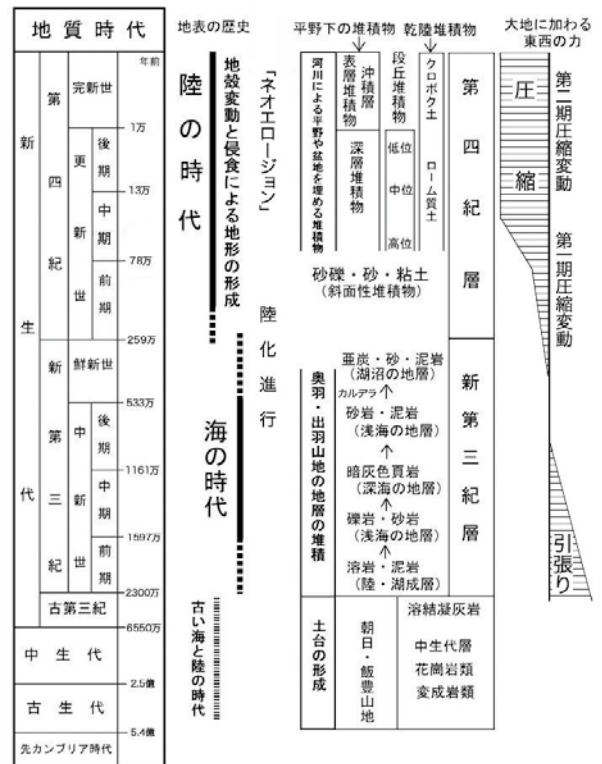 地質時代
年前
新生代
第四紀
完新世
1万
更新世
後期
13万
中期
78万
前期
259万
新第三紀
鮮新世
533万
中新世
後期
1161万
中期
1597万
前期
2300万
古第三紀
6550万
中生代
2.5億
古生代
5.4億
先カンブリア時代
地表の歴史
陸の時代
地殻変動と侵食による地形の形成
「ネオエロージョン」
陸化進行
海の時代
古い海と陸の時代
平野下の堆積物
乾陸堆積物
河川による平野や盆地を埋める堆積物
表層堆積物
沖積層
深層堆積物
段丘堆積物
低位
中位
高位
クロボク土
ローム質土
第四紀層
砂礫・砂・粘土
(斜面性堆積物)
奥羽・出羽山地の地層の堆積
亜炭・砂・泥岩
(湖沼の地層)
カルデラ
砂岩・泥岩
(浅海の地層)
暗灰色頁岩
(深海の地層)
礫岩・砂岩
(浅海の地層)
溶岩・泥岩
(陸・湖成層)
新第三紀層
土台の形成
朝日・飯豊山地
溶結凝灰岩
中生代層
花崗岩類
変成岩類
大地に加わる
東西の力
圧縮
第二期圧縮変動
第一期圧縮変動
引張り